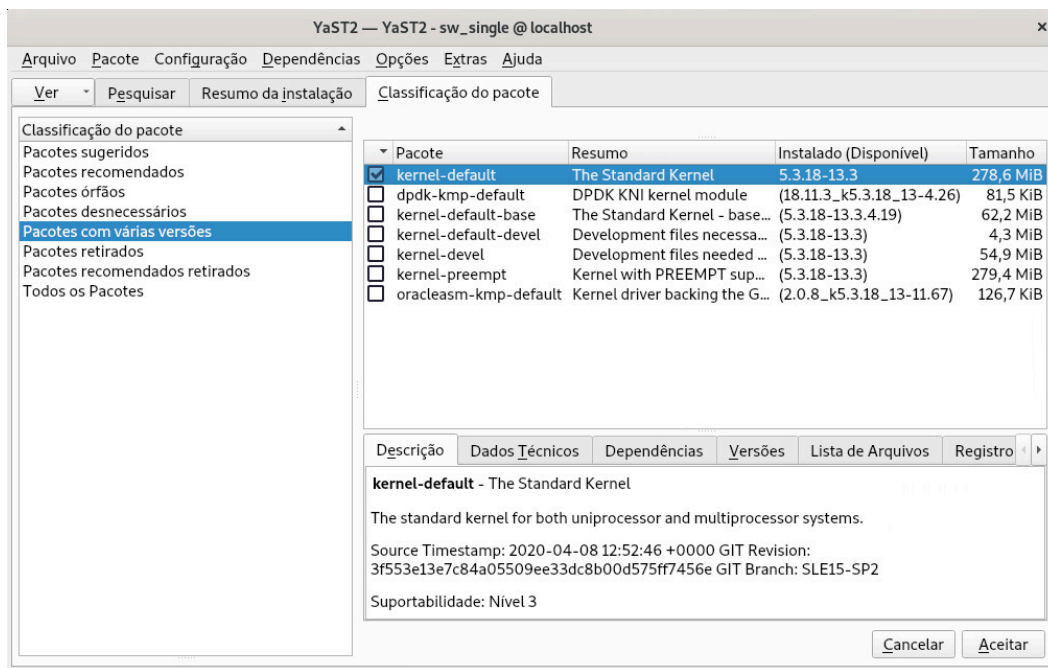 YaST2 — YaST2 - sw_single @ localhost
Arquivo Pacote Configuração Dependências Opções Extras Ajuda
Ver Pesquisar Resumo da instalação Classificação do pacote
Classificação do pacote
Pacotes sugeridos
Pacotes recomendados
Pacotes órfãos
Pacotes desnecessários
Pacotes com várias versões
Pacotes retirados
Pacotes recomendados retirados
Todos os Pacotes
Pacote Resumo Instalado (Disponível) Tamanho
kernel-default The Standard Kernel 5.3.18-13.3 278,6 MiB
dpdk-kmp-default DPDK KNI kernel module (18.11.3_k5.3.18_13-4.26) 81,5 KiB
kernel-default-base The Standard Kernel - base... (5.3.18-13.3.4.19) 62,2 MiB
kernel-default-devel Development files necessa... (5.3.18-13.3) 4,3 MiB
kernel-devel Development files needed ... (5.3.18-13.3) 54,9 MiB
kernel-preempt Kernel with PREEMPT sup... (5.3.18-13.3) 279,4 MiB
oracleasm-kmp-default Kernel driver backing the G... (2.0.8_k5.3.18_13-11.67) 126,7 KiB
Descrição Dados Técnicos Dependências Versões Lista de Arquivos Registro
kernel-default - The Standard Kernel
The standard kernel for both uniprocessor and multiprocessor systems.
Source Timestamp: 2020-04-08 12:52:46 +0000 GIT Revision:
3f553e13e7c84a05509ee33dc8b00d575ff7456e GIT Branch: SLE15-SP2
Suportabilidade: Nível 3
Cancelar Aceitar